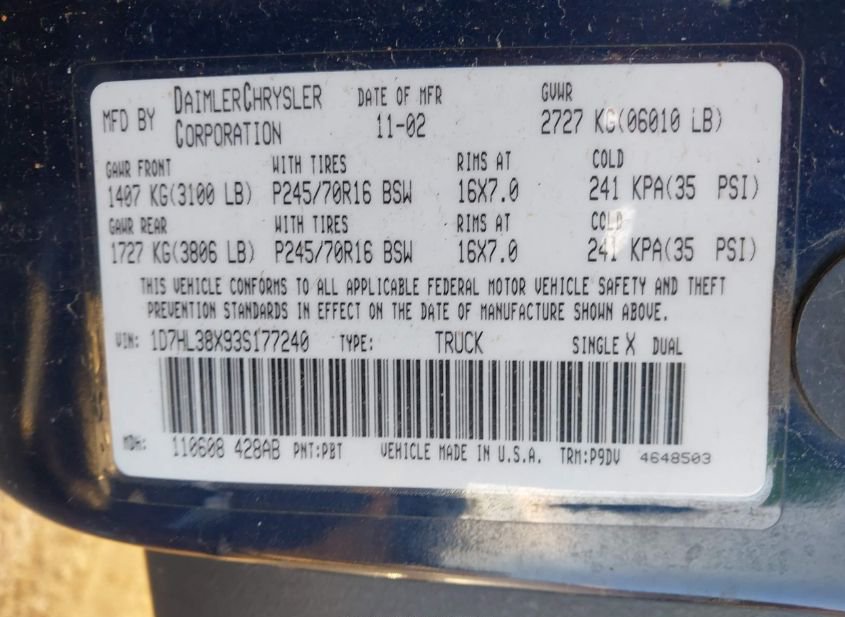 MFD BY DAIMLERCHRYSLER CORPORATION DATE OF MFR 11-02 GVWR 2727 KG(06010 LB)
GAWR FRONT WITH TIRES RIMS AT COLD
1407 KG(3100 LB) P245/70R16 BSW 16X7.0 241 KPA(35 PSI)
GAWR REAR WITH TIRES RIMS AT COLD
1727 KG(3806 LB) P245/70R16 BSW 16X7.0 241 KPA(35 PSI)
THIS VEHICLE CONFORMS TO ALL APPLICABLE FEDERAL MOTOR VEHICLE SAFETY AND THEFT
PREVENTION STANDARDS IN EFFECT ON THE DATE OF MANUFACTURE SHOWN ABOVE.
VIN: 1D7HL38X93S177240 TYPE: TRUCK SINGLE X DUAL
MDH: 110608 428AB PNT:PBT VEHICLE MADE IN U.S.A. TRM:P9DV 4648503